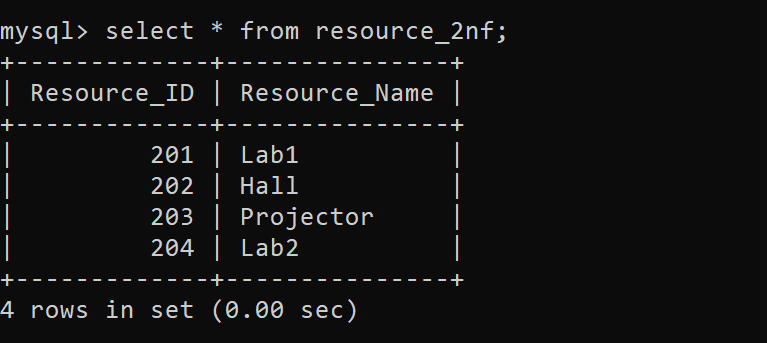 mysql> select * from resource_2nf;
+-------------+---------------+
| Resource_ID | Resource_Name |
+-------------+---------------+
|         201 | Lab1          |
|         202 | Hall          |
|         203 | Projector     |
|         204 | Lab2          |
+-------------+---------------+
4 rows in set (0.00 sec)